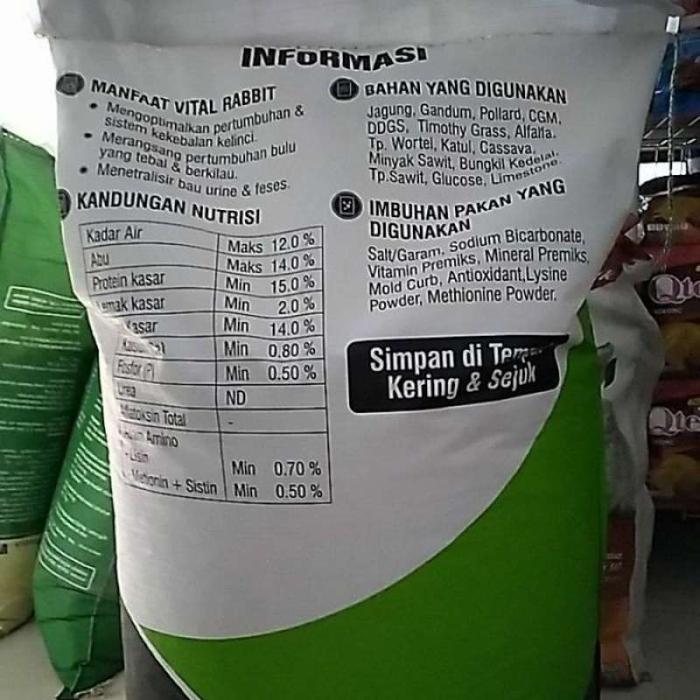 INFORMASI
MANFAAT VITAL RABBIT
• Mengoptimalkan pertumbuhan &
sistem kekebalan kelinci.
• Merangsang pertumbuhan bulu
yang tebal & berkilau.
• Menetralisir bau urine & feses.
KANDUNGAN NUTRISI
Kadar Air Maks 12.0 %
Abu Maks 14.0 %
Protein kasar Min 15.0 %
kasar Min 2.0 %
kasar Min 14.0 %
Min 0.80 %
Fosfor (P) Min 0.50 %
Urea ND
Total -
Amino
- Lisin Min 0.70 %
- Metionin + Sistin Min 0.50 %
BAHAN YANG DIGUNAKAN
Jagung, Gandum, Pollard, CGM,
DDGS, Timothy Grass, Alfalfa.
Tp. Wortel, Katul, Cassava,
Minyak Sawit, Bungkil Kedelai,
Tp.Sawit, Glucose, Limestone.
IMBUHAN PAKAN YANG
DIGUNAKAN
Salt/Garam, Sodium Bicarbonate,
Vitamin Premiks, Mineral Premiks,
Mold Curb, Antioxidant,Lysine
Powder, Methionine Powder.
Simpan di
Kering & Sejuk